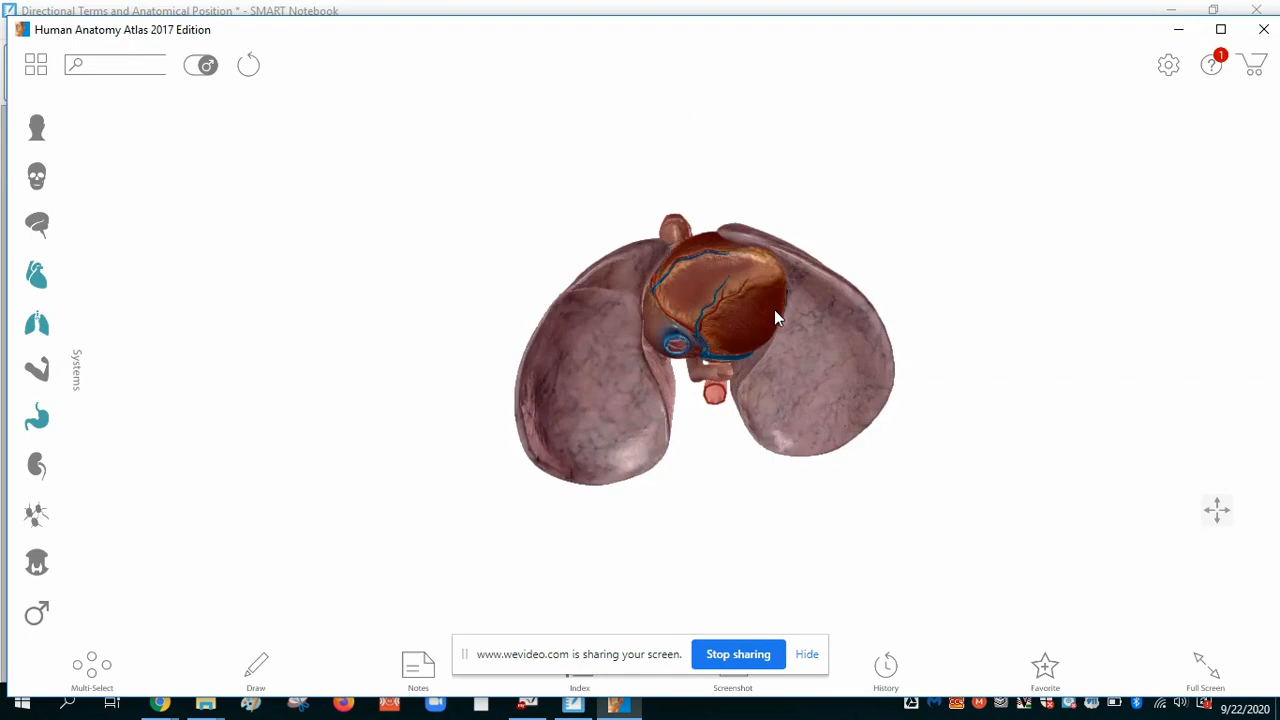 Directional Terms and Anatomical Position * - SMART Notebook
Human Anatomy Atlas 2017 Edition
1
Systems
www.wevideo.com is sharing your screen.
Stop sharing
Hide
Multi-Select
Draw
Notes
Index
Screenshot
History
Favorite
Full Screen
9/22/2020